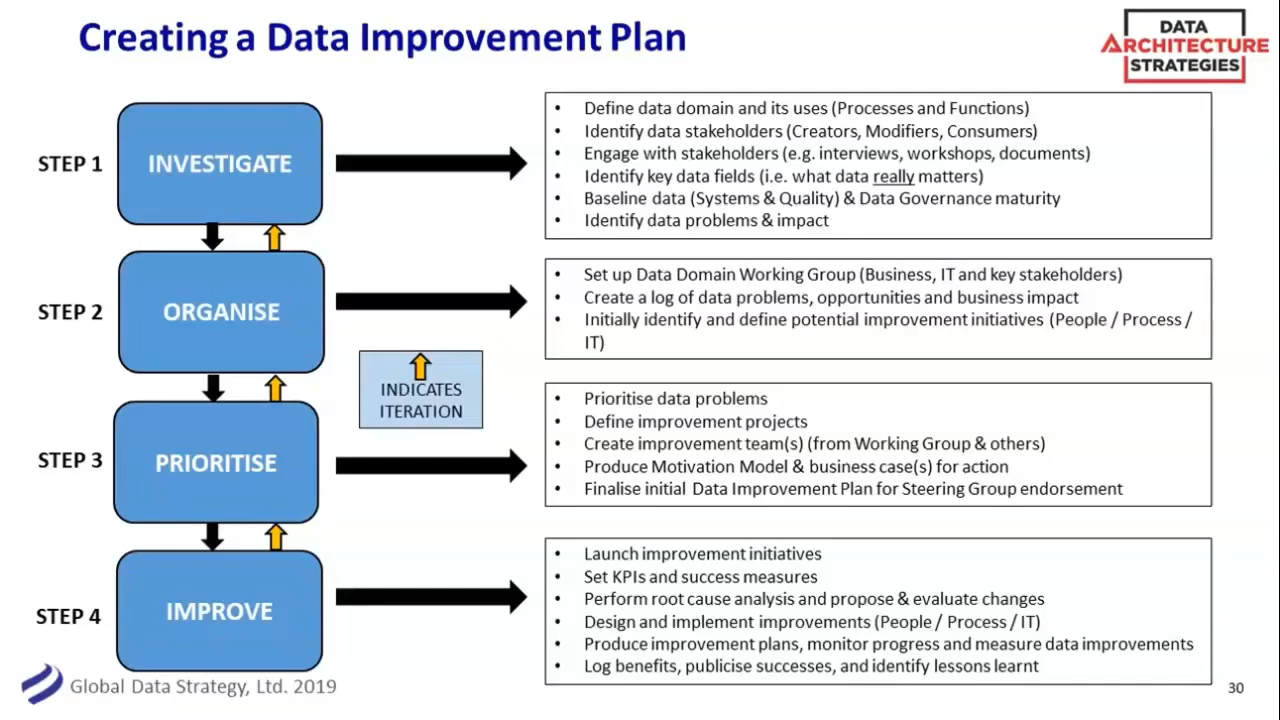 Creating a Data Improvement Plan
DATA
ARCHITECTURE
STRATEGIES
STEP 1
INVESTIGATE
• Define data domain and its uses (Processes and Functions)
• Identify data stakeholders (Creators, Modifiers, Consumers)
• Engage with stakeholders (e.g. interviews, workshops, documents)
• Identify key data fields (i.e. what data really matters)
• Baseline data (Systems & Quality) & Data Governance maturity
• Identify data problems & impact
STEP 2
ORGANISE
• Set up Data Domain Working Group (Business, IT and key stakeholders)
• Create a log of data problems, opportunities and business impact
• Initially identify and define potential improvement initiatives (People / Process /
IT)
INDICATES
ITERATION
STEP 3
PRIORITISE
• Prioritise data problems
• Define improvement projects
• Create improvement team(s) (from Working Group & others)
• Produce Motivation Model & business case(s) for action
• Finalise initial Data Improvement Plan for Steering Group endorsement
STEP 4
IMPROVE
• Launch improvement initiatives
• Set KPIs and success measures
• Perform root cause analysis and propose & evaluate changes
• Design and implement improvements (People / Process / IT)
• Produce improvement plans, monitor progress and measure data improvements
• Log benefits, publicise successes, and identify lessons learnt
Global Data Strategy, Ltd. 2019
30